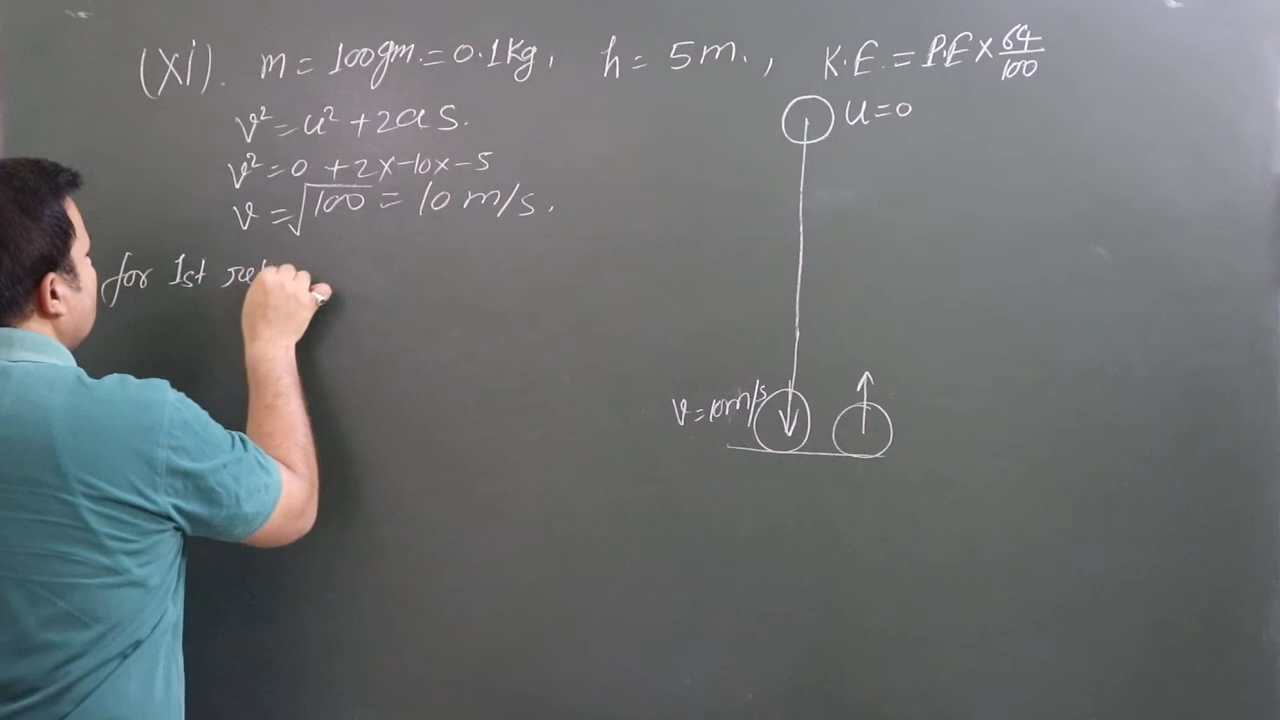 (xi). m = 100gm. = 0.1Kg, h = 5m., K.E. = P.E × 64/100
v² = u² + 2as.
v² = 0 + 2×-10×-5
v = √100 = 10 m/s.
for 1st
u=0
v=10m/s